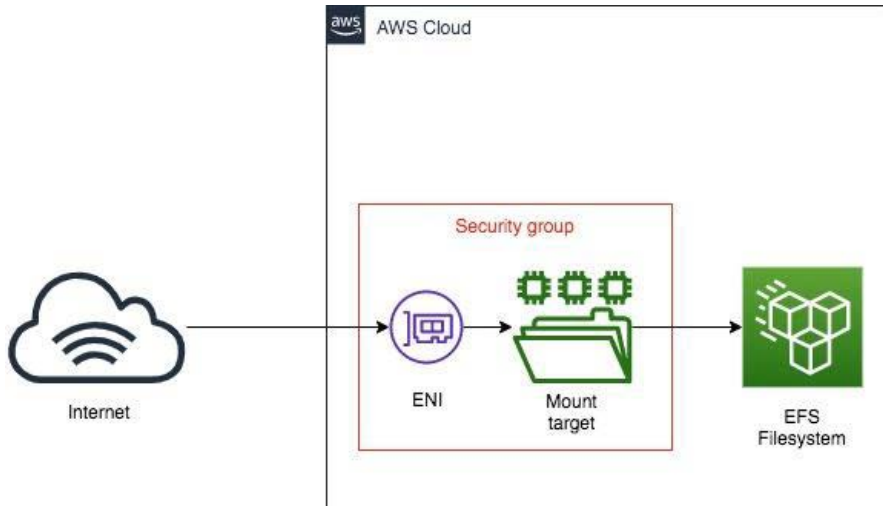 aws
AWS Cloud
Security group
Internet
ENI
Mount
target
EFS
Filesystem